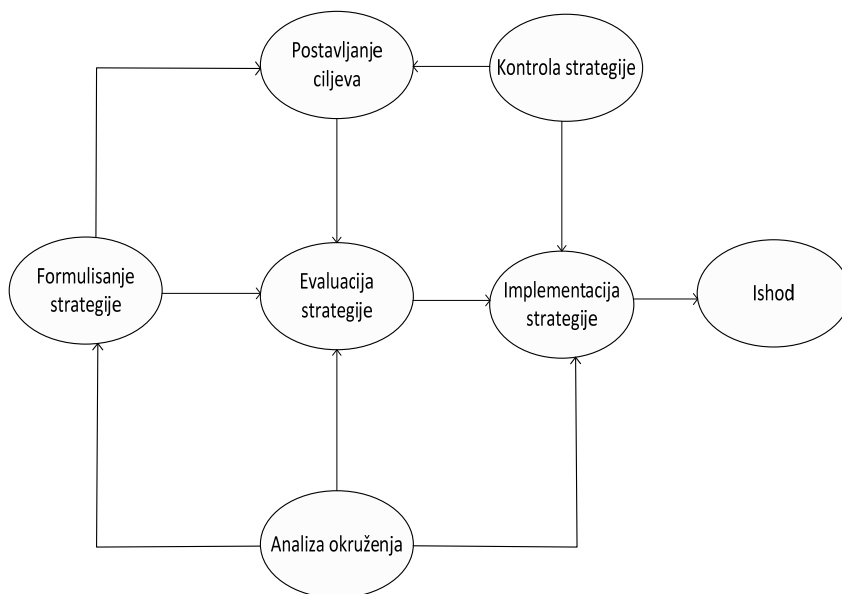 Postavljanje
ciljeva
Kontrola strategije
Formulisanje
strategije
Evaluacija
strategije
Implementacija
strategije
Ishod
Analiza okruženja